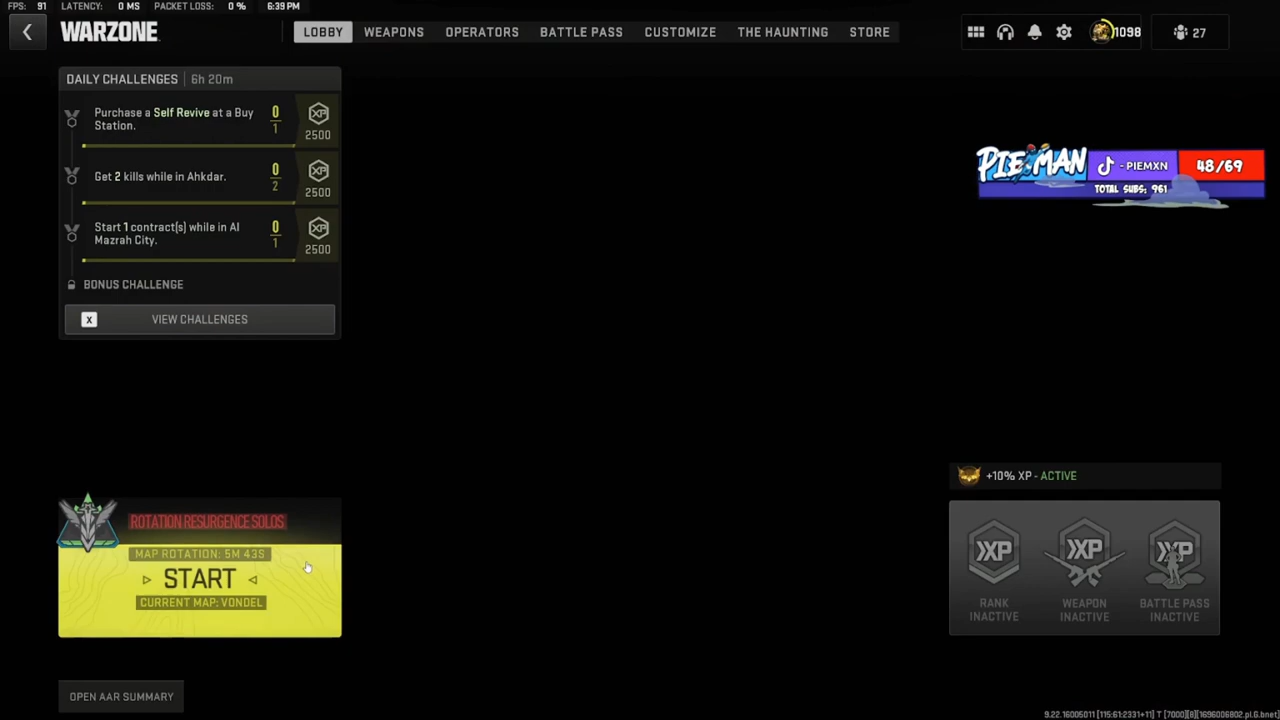 FPS: 91 LATENCY: 0 MS PACKET LOSS: 0 % 6:39 PM
WARZONE
LOBBY WEAPONS OPERATORS BATTLE PASS CUSTOMIZE THE HAUNTING STORE
1098 27
DAILY CHALLENGES 6h 20m
Purchase a Self Revive at a Buy
Station.
0
1
XP
2500
Get 2 kills while in Ahkdar.
0
2
XP
2500
Start 1 contract(s) while in Al
Mazrah City.
0
1
XP
2500
BONUS CHALLENGE
X VIEW CHALLENGES
PIEMAN - PIEMXN 48/69
TOTAL SUBS: 961
+10% XP - ACTIVE
XP XP XP
RANK
INACTIVE
WEAPON
INACTIVE
BATTLE PASS
INACTIVE
ROTATION RESURGENCE SOLOS
MAP ROTATION: 5M 43S
START
CURRENT MAP: VONDEL
OPEN AAR SUMMARY